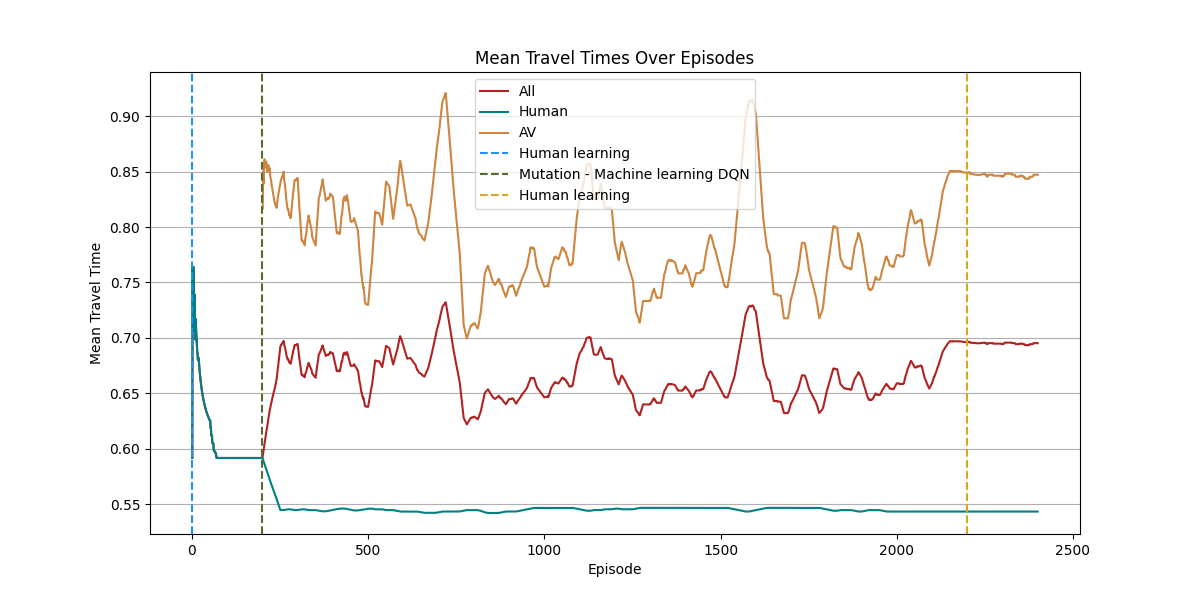 Mean Travel Times Over Episodes
All
Human
AV
Human learning
Mutation - Machine learning DQN
Human learning
Mean Travel Time
0.90
0.85
0.80
0.75
0.70
0.65
0.60
0.55
0
500
1000
1500
2000
2500
Episode